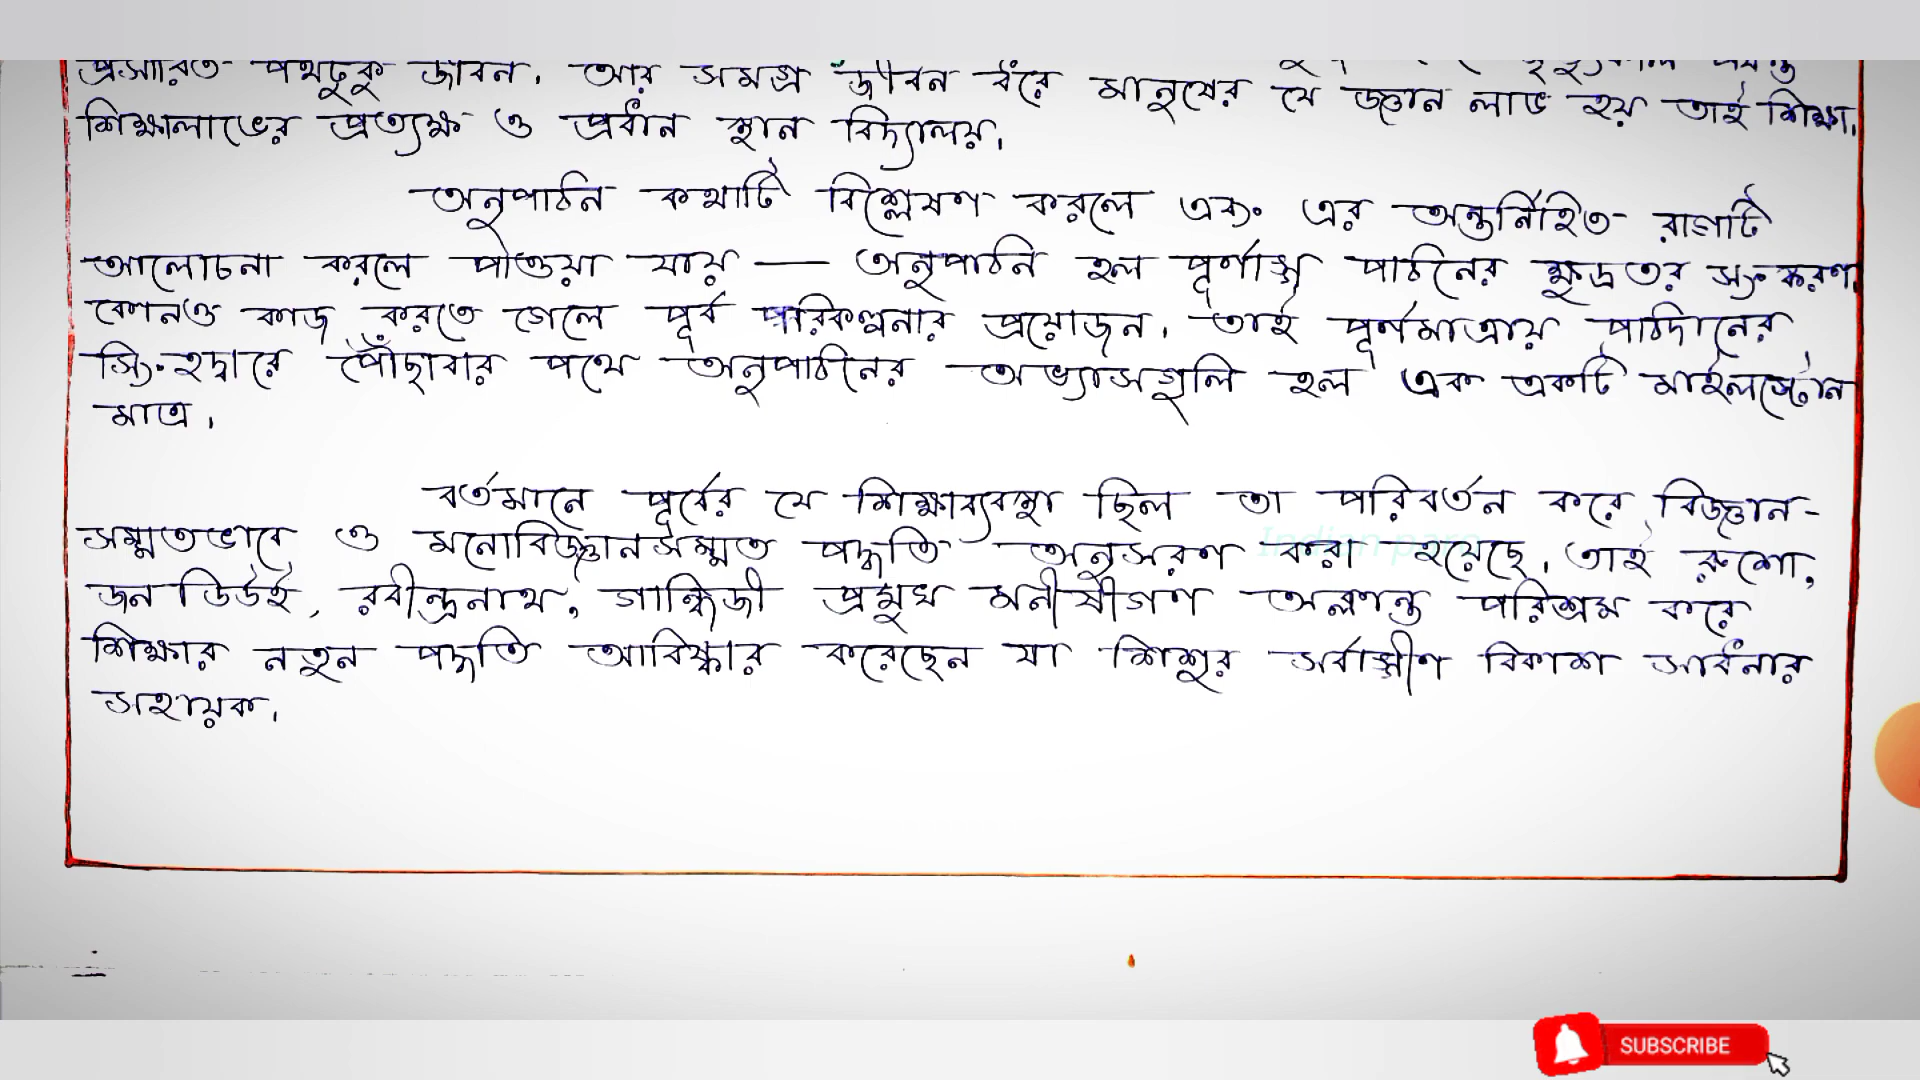 প্রসারিত পথটুকু জীবন। আর সমগ্র জীবন ধরে মানুষের যে জ্ঞান লাভ হয় তাই শিক্ষা।
শিক্ষালাভের প্রত্যক্ষ ও প্রধান স্থান বিদ্যালয়।
অনুপাঠন কথাটি বিশ্লেষণ করলে এবং এর অন্তর্নিহিত
আলোচনা করলে পাওয়া যায় — অনুপাঠন হল পূর্ণাঙ্গ পাঠনের ক্ষুদ্রতর সংস্করণ।
কোনও কাজ করতে গেলে পূর্ব পরিকল্পনার প্রয়োজন। তাই পূর্ণমাত্রায় পাঠদানের
সিংহদ্বারে পৌঁছাবার পথে অনুপাঠনের অভ্যাসগুলি হল এক একটি মাইলস্টোন
মাত্র।
বর্তমানে পূর্বের যে শিক্ষাব্যবস্থা ছিল তা পরিবর্তন করে বিজ্ঞান-
সম্মতভাবে ও মনোবিজ্ঞানসম্মত পদ্ধতি অনুসরণ করা হয়েছে। তাই রুশো,
জন ডিউই, রবীন্দ্রনাথ, গান্ধিজী প্রমুখ মনীষীগণ অক্লান্ত পরিশ্রম করে
শিক্ষার নতুন পদ্ধতি আবিষ্কার করেছেন যা শিশুর সর্বাঙ্গীণ বিকাশ সাধনার
সহায়ক।
SUBSCRIBE